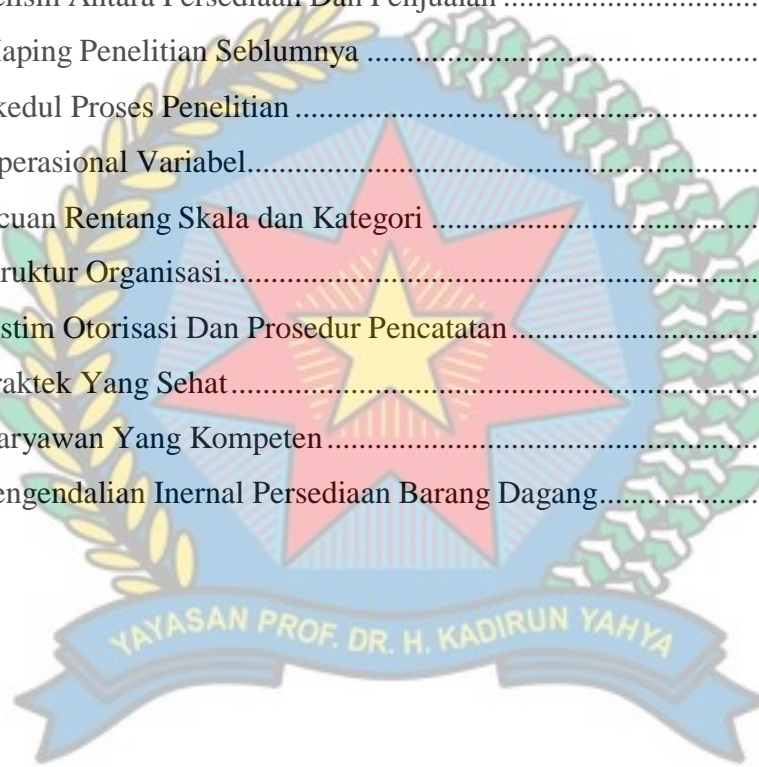 elisih Antara Persediaan Dan Penjualan ..............................
Maping Penelitian Seblumnya ..............................
kedul Proses Penelitian ..............................
perasional Variabel..............................
cuan Rentang Skala dan Kategori ..............................
ruktur Organisasi..............................
stim Otorisasi Dan Prosedur Pencatatan ..............................
raktek Yang Sehat ..............................
aryawan Yang Kompeten ..............................
engendalian Inernal Persediaan Barang Dagang..............................
YAYASAN PROF. DR. H. KADIRUN YAHYA